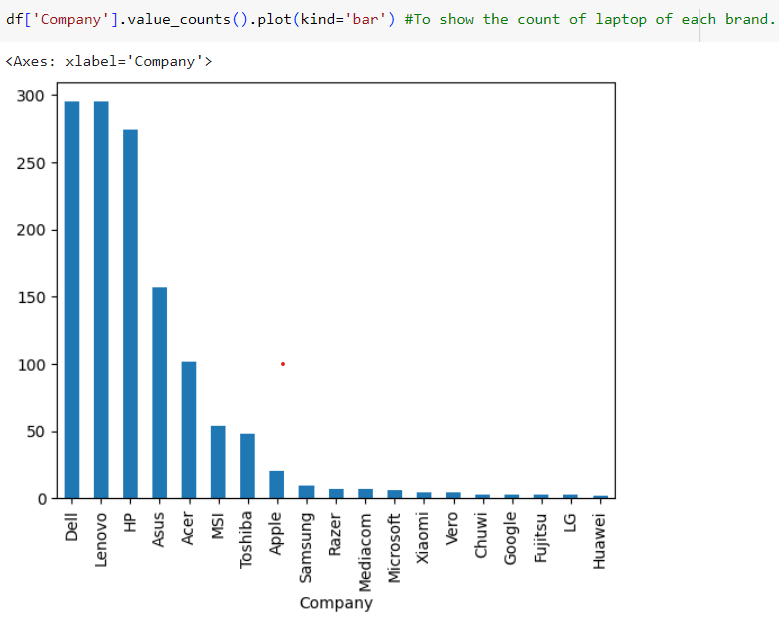 df['Company'].value_counts().plot(kind='bar') #To show the count of laptop of each brand.
<Axes: xlabel='Company'>
300
250
200
150
100
50
0
Dell Lenovo HP Asus Acer MSI Toshiba Apple Samsung Razer Mediacom Microsoft Xiaomi Vero Chuwi Google Fujitsu LG Huawei
Company